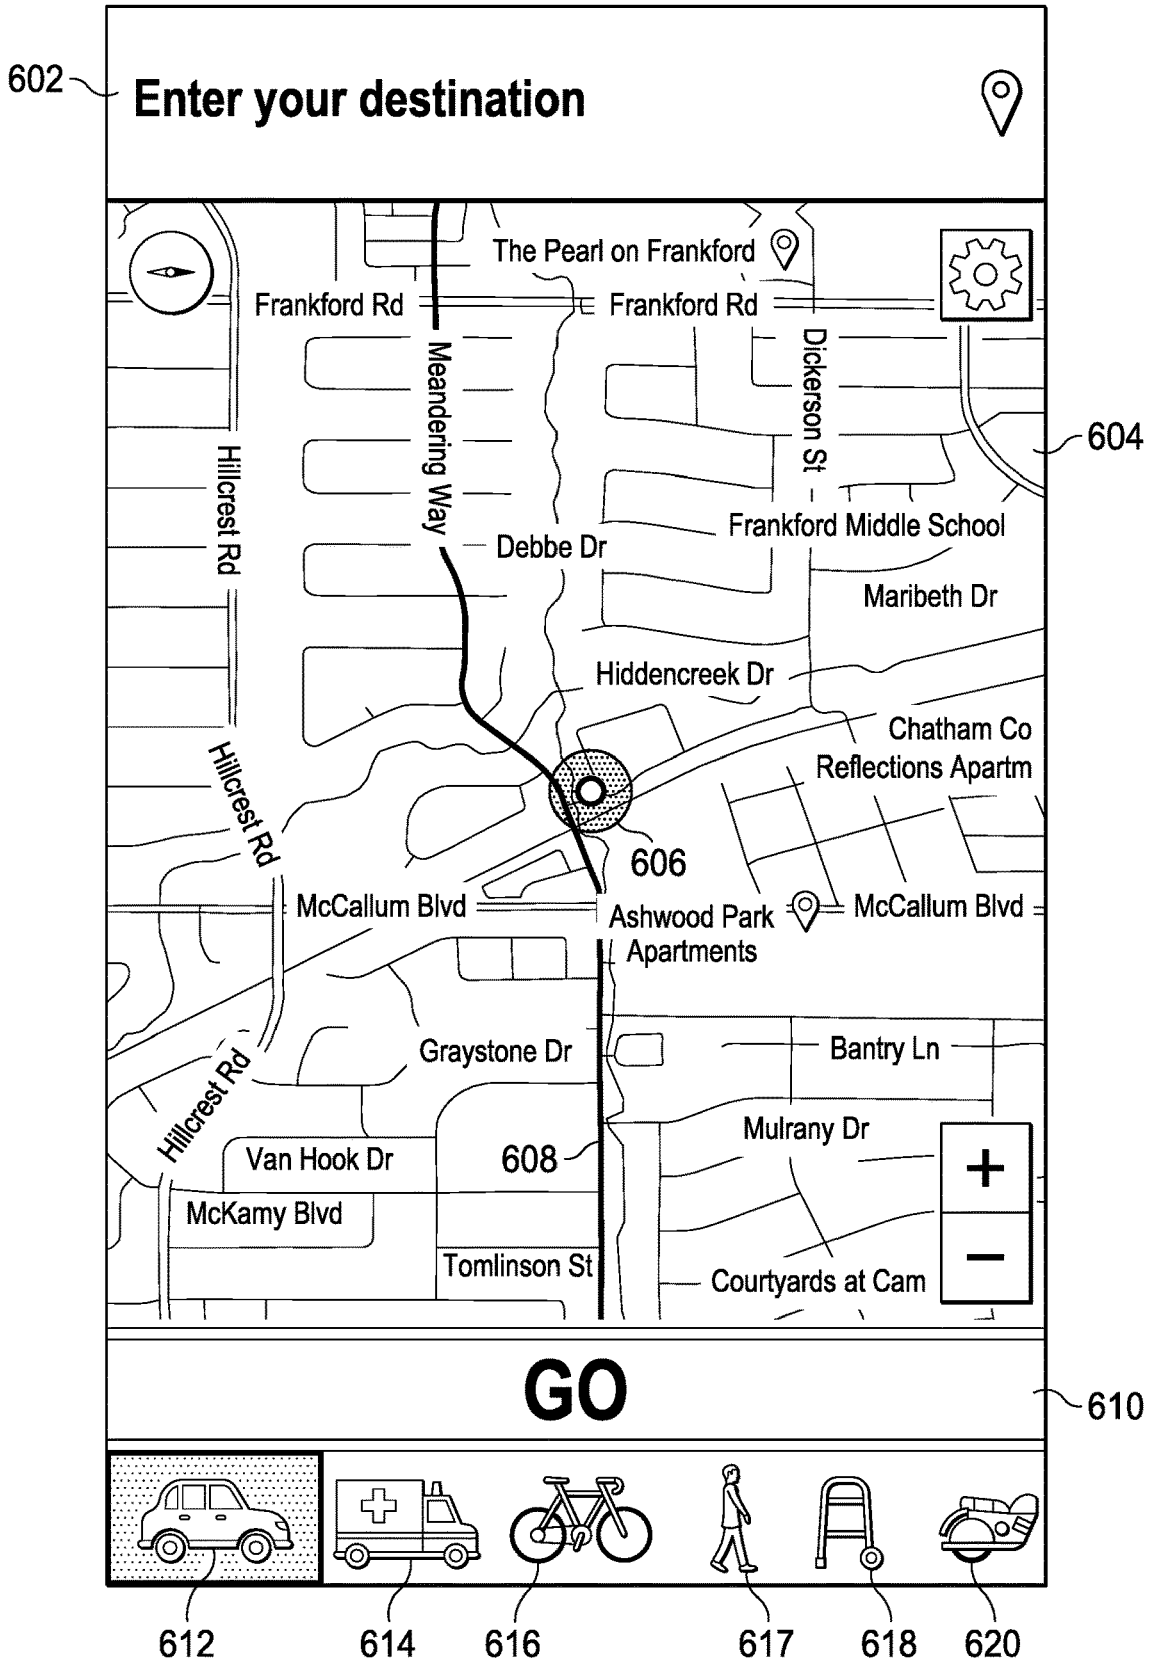 602
Enter your destination
The Pearl on Frankford
Frankford Rd
Frankford Rd
Meandering Way
Dickerson St
604
Hillcrest Rd
Frankford Middle School
Debbe Dr
Maribeth Dr
Hiddencreek Dr
Chatham Co
Reflections Apartm
Hillcrest Rd
606
McCallum Blvd
Ashwood Park
Apartments
McCallum Blvd
Graystone Dr
Bantry Ln
Hillcrest Rd
Mulrany Dr
Van Hook Dr
608
+
McKamy Blvd
Tomlinson St
Courtyards at Cam
−
GO
610
612
614
616
617
618
620